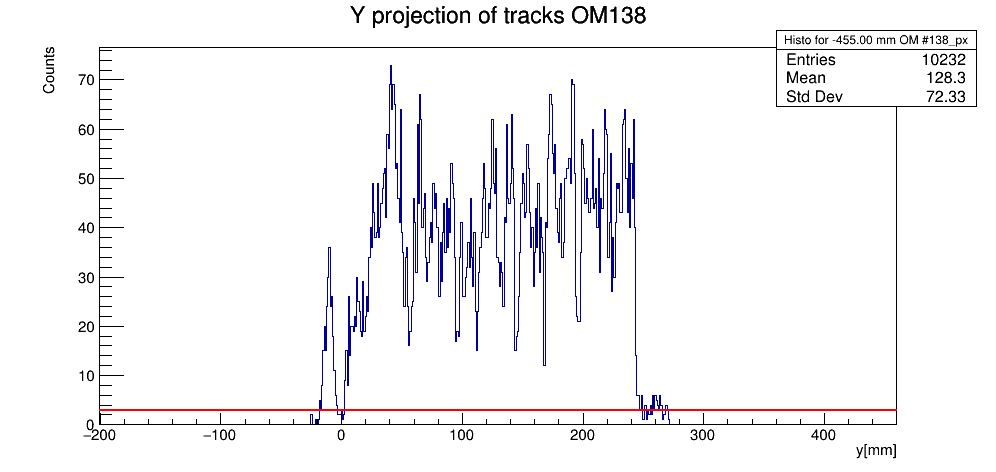 Y projection of tracks OM138
Histo for -455.00 mm OM #138_px
Entries 10232
Mean 128.3
Std Dev 72.33
Counts
70
60
50
40
30
20
10
0
−200 −100 0 100 200 300 400
y[mm]